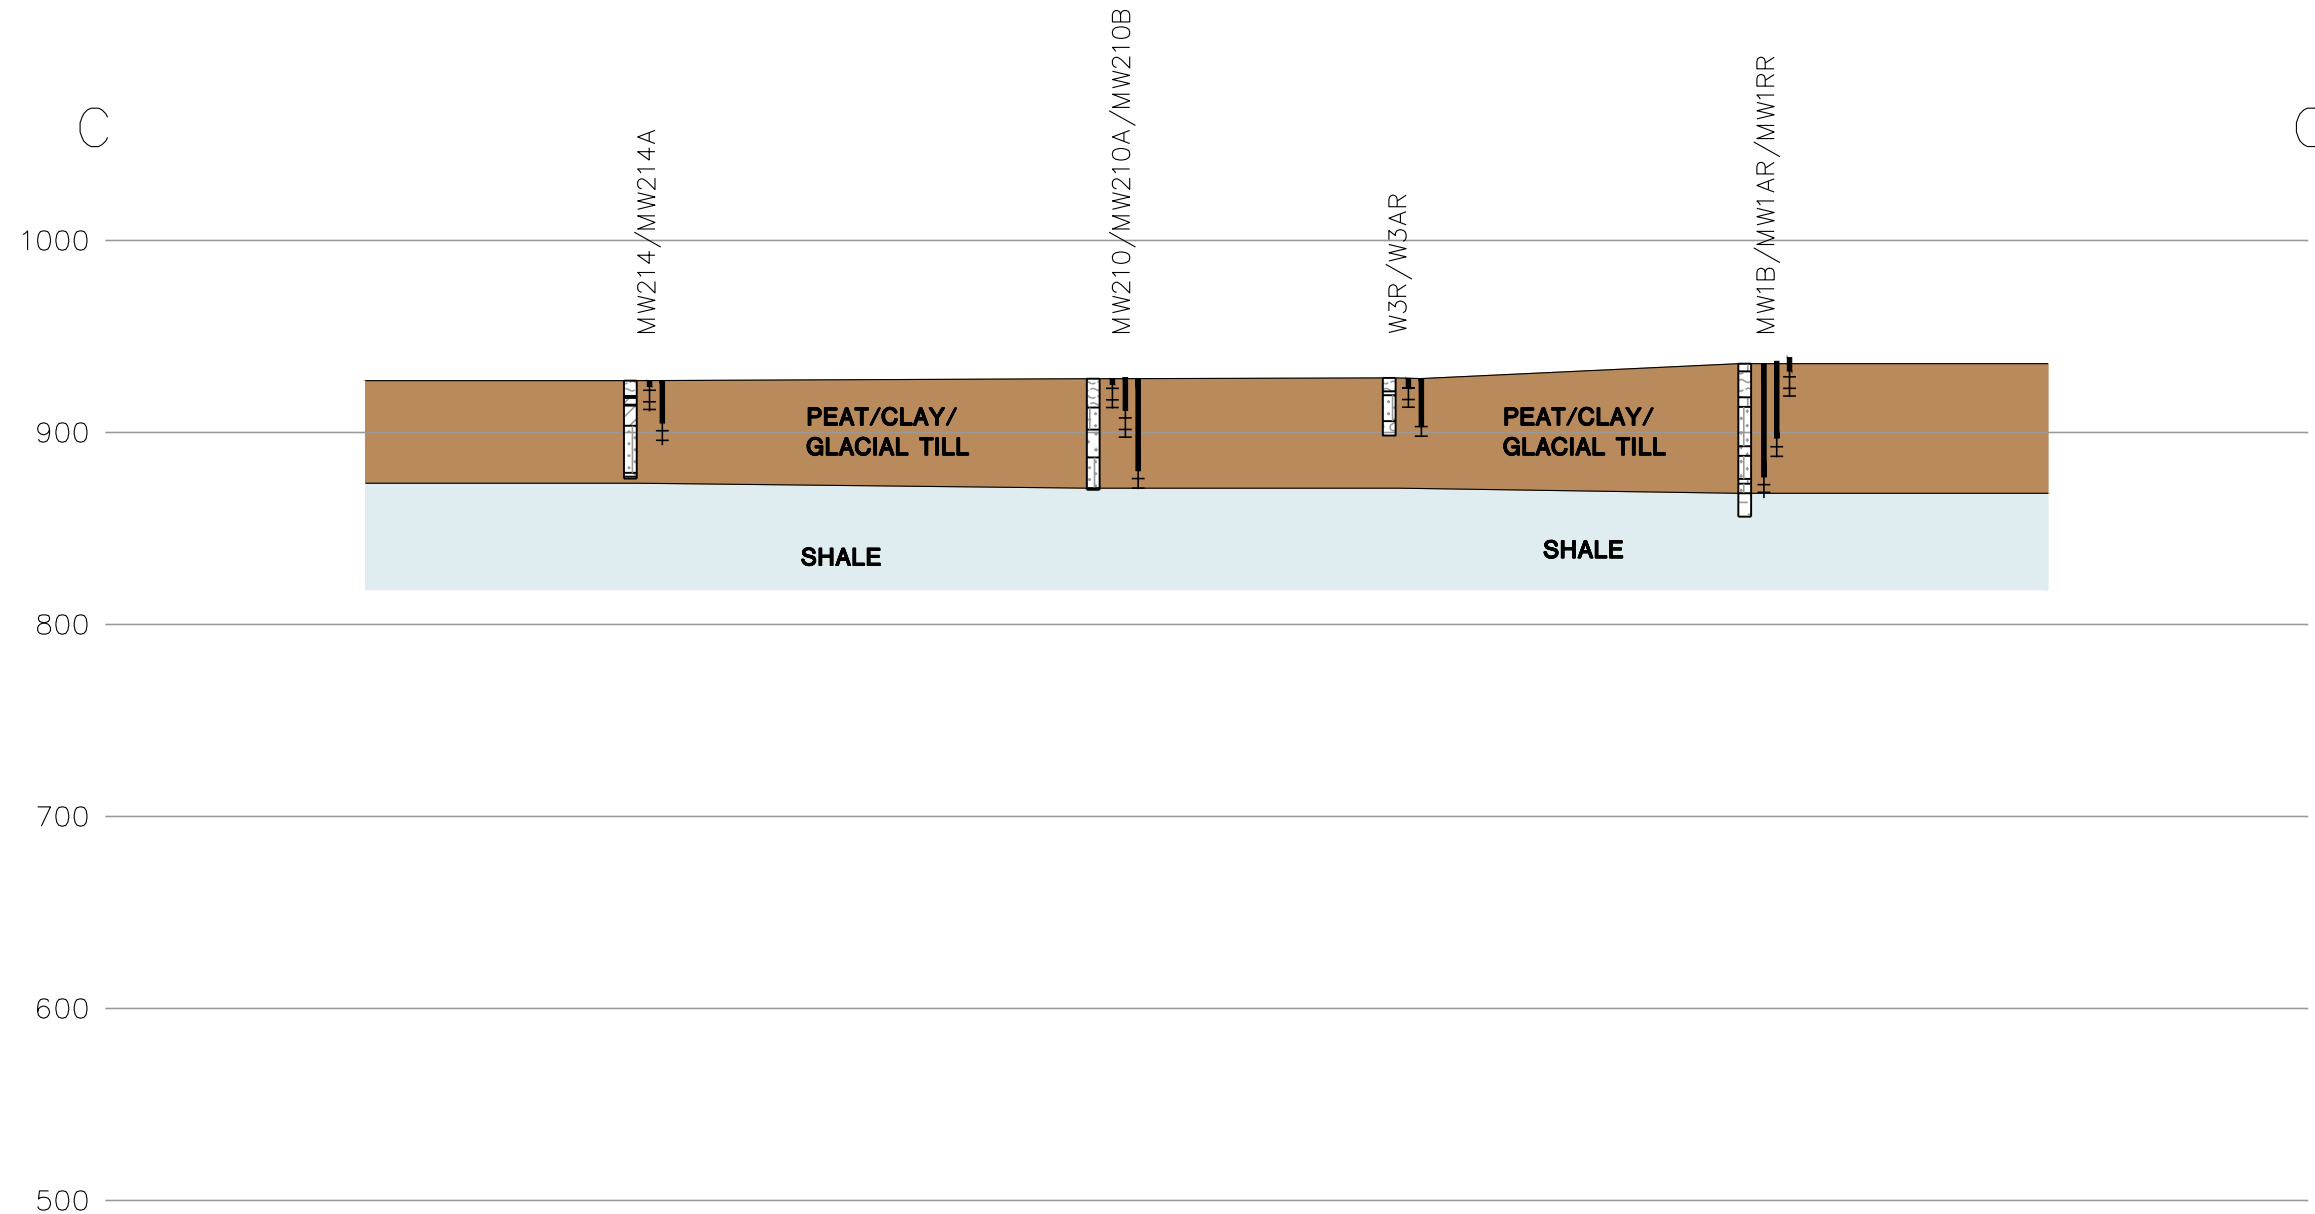 MW214/MW214A
MW210/MW210A/MW210B
W3R/W3AR
MW1B/MW1AR/MW1RR
C
1000
900
800
700
600
500
PEAT/CLAY/
GLACIAL TILL
PEAT/CLAY/
GLACIAL TILL
SHALE
SHALE